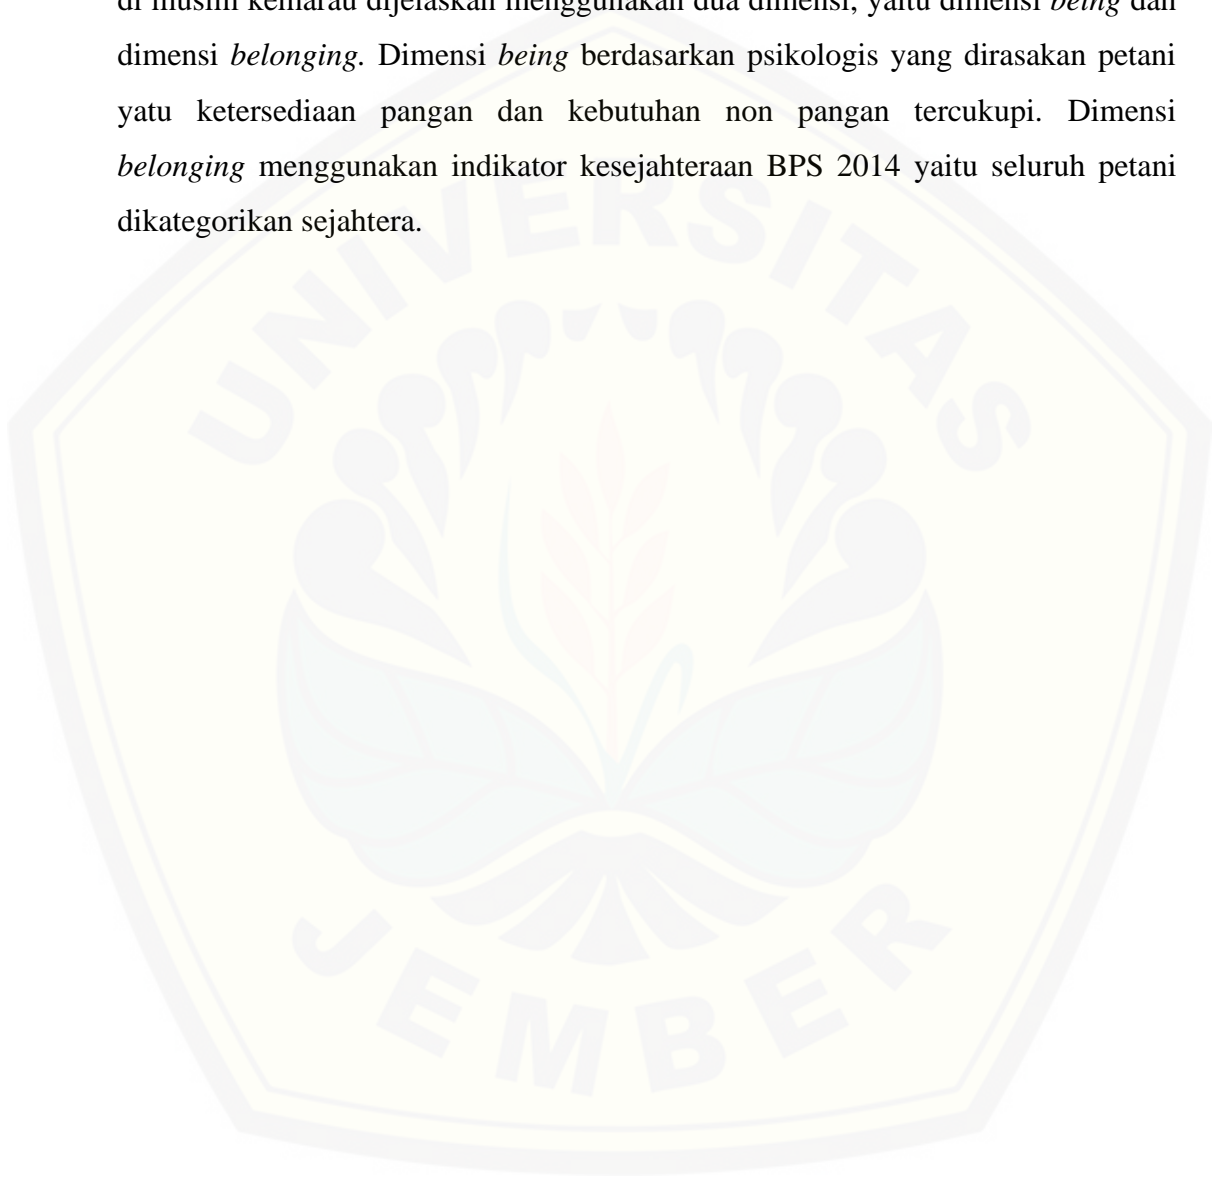 di musim kemarau dijelaskan menggunakan dua dimensi, yaitu dimensi being dan
dimensi belonging. Dimensi being berdasarkan psikologis yang dirasakan petani
yatu ketersediaan pangan dan kebutuhan non pangan tercukupi. Dimensi
belonging menggunakan indikator kesejahteraan BPS 2014 yaitu seluruh petani
dikategorikan sejahtera.
UNIVERSITAS
JEMBER